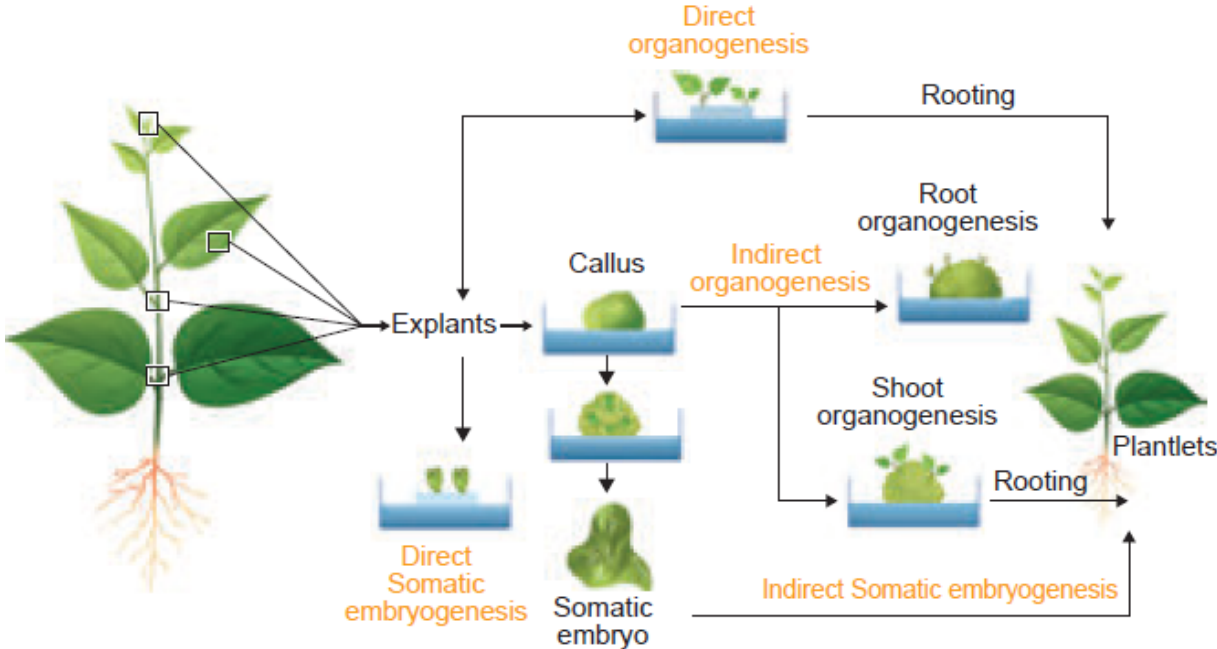 Direct
organogenesis
Rooting
Root
organogenesis
Callus
Indirect
organogenesis
Explants
Shoot
organogenesis
Plantlets
Rooting
Direct
Somatic
embryogenesis
Somatic
embryo
Indirect Somatic embryogenesis